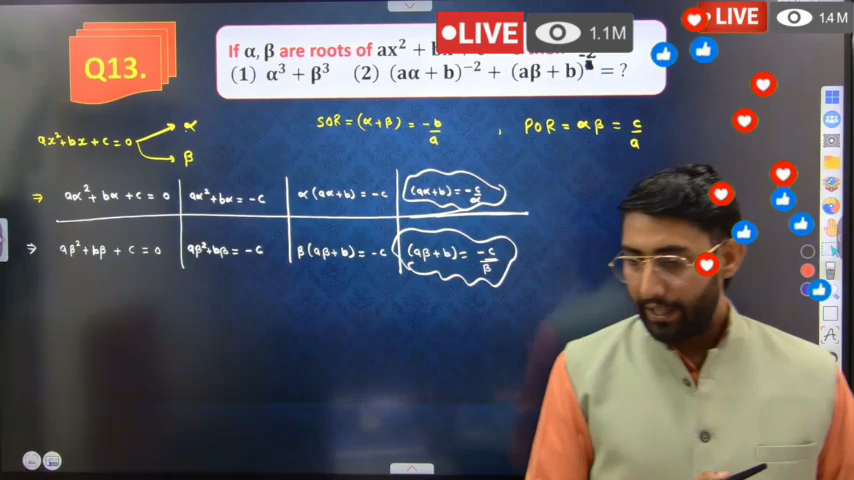 LIVE 1.1M
LIVE 1.4M
Q13.
If α, β are roots of ax² + bx
(1) α³ + β³ (2) (aα + b)⁻² + (aβ + b)⁻² = ?
ax²+bx+c=0 α
β
SOR = (α+β) = -b/a , POR = αβ = c/a
⇒ aα²+bα+c=0 aα²+bα=-c α(aα+b)=-c (aα+b)=-c/α
⇒ aβ²+bβ+c=0 aβ²+bβ=-c β(aβ+b)=-c (aβ+b)=-c/β